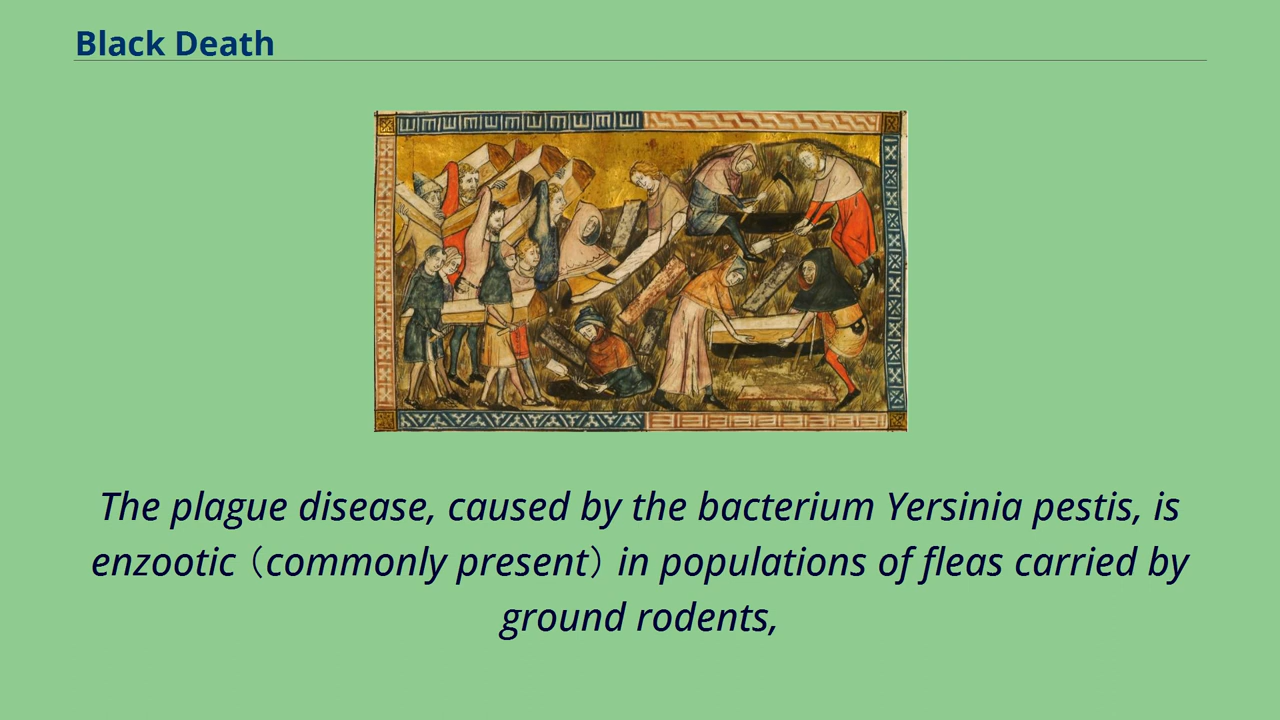 Black Death
The plague disease, caused by the bacterium Yersinia pestis, is
enzootic（commonly present）in populations of fleas carried by
ground rodents,